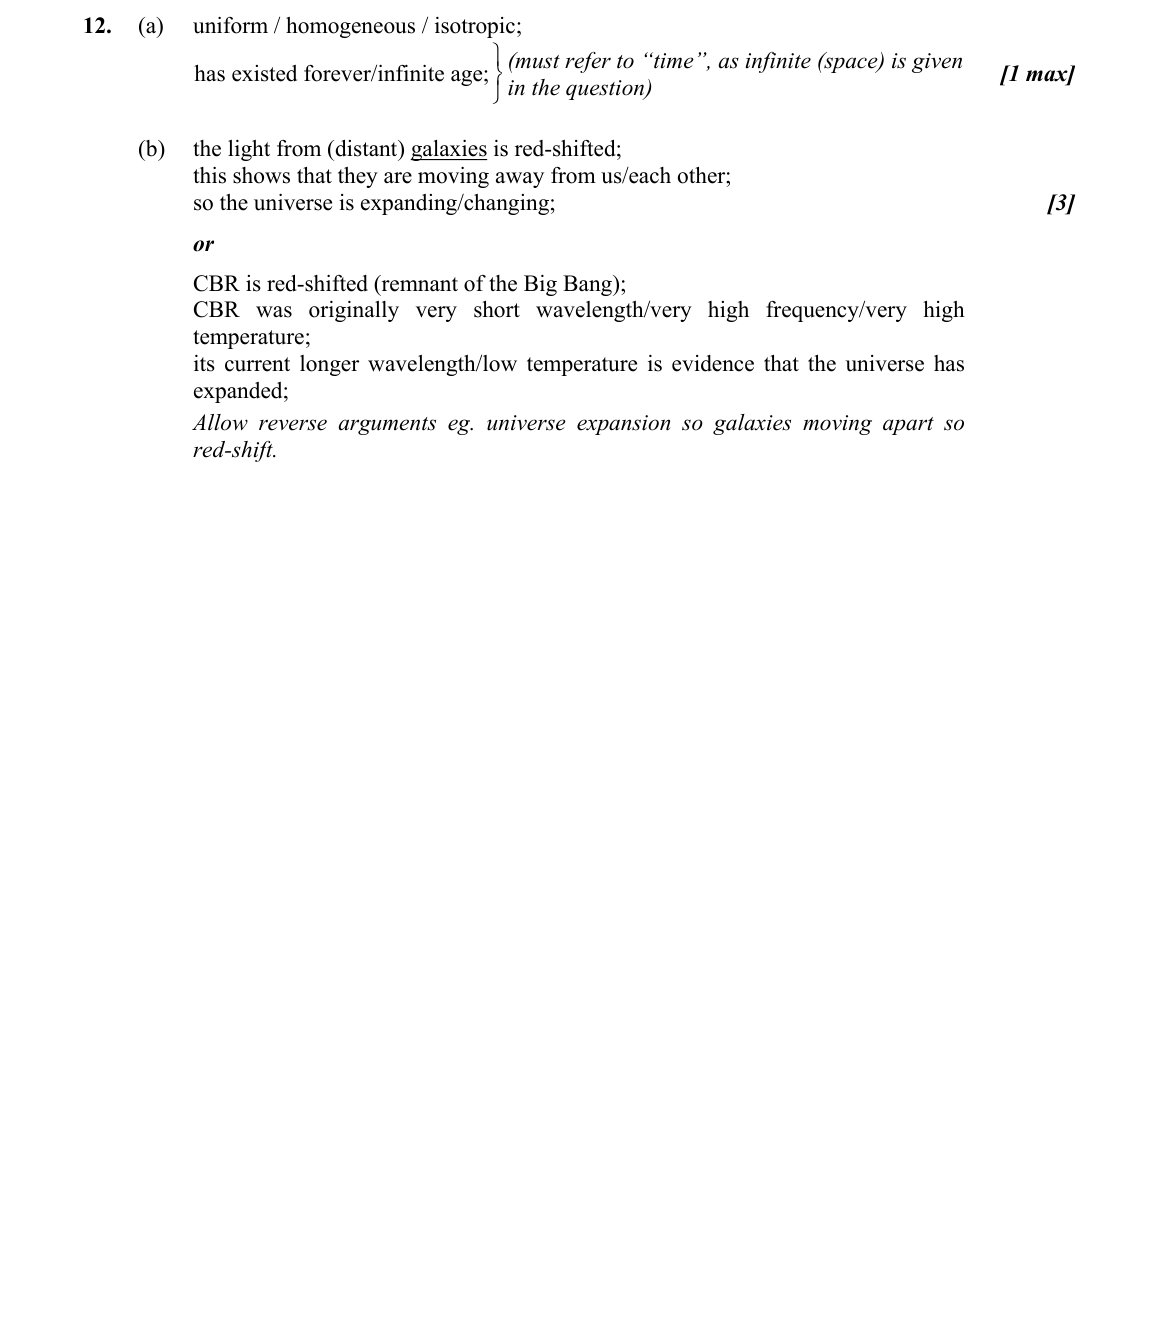 12. (a) uniform / homogeneous / isotropic;
has existed forever/infinite age; (must refer to “time”, as infinite (space) is given in the question) [1 max]
(b) the light from (distant) galaxies is red-shifted;
this shows that they are moving away from us/each other;
so the universe is expanding/changing; [3]
or
CBR is red-shifted (remnant of the Big Bang);
CBR was originally very short wavelength/very high frequency/very high
temperature;
its current longer wavelength/low temperature is evidence that the universe has
expanded;
Allow reverse arguments eg. universe expansion so galaxies moving apart so
red-shift.